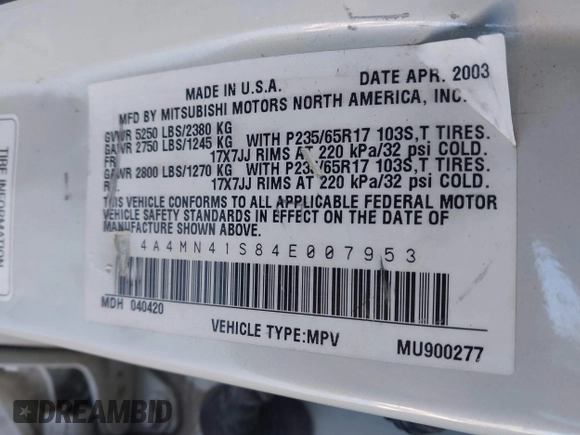 MADE IN U.S.A. DATE APR. 2003
MFD BY MITSUBISHI MOTORS NORTH AMERICA, INC.
GVWR 5250 LBS/2380 KG
GAWR 2750 LBS/1245 KG WITH P235/65R17 103S,T TIRES.
FR 17X7JJ RIMS AT 220 kPa/32 psi COLD.
GAWR 2800 LBS/1270 KG WITH P235/65R17 103S,T TIRES.
17X7JJ RIMS AT 220 kPa/32 psi COLD.
THIS VEHICLE CONFORMS TO ALL APPLICABLE FEDERAL MOTOR
VEHICLE SAFETY STANDARDS IN EFFECT ON THE DATE OF
MANUFACTURE SHOWN ABOVE.
4A4MN41S84E007953
MDH 040420
VEHICLE TYPE:MPV MU900277
TIRE INFORMATION
DREAMBID